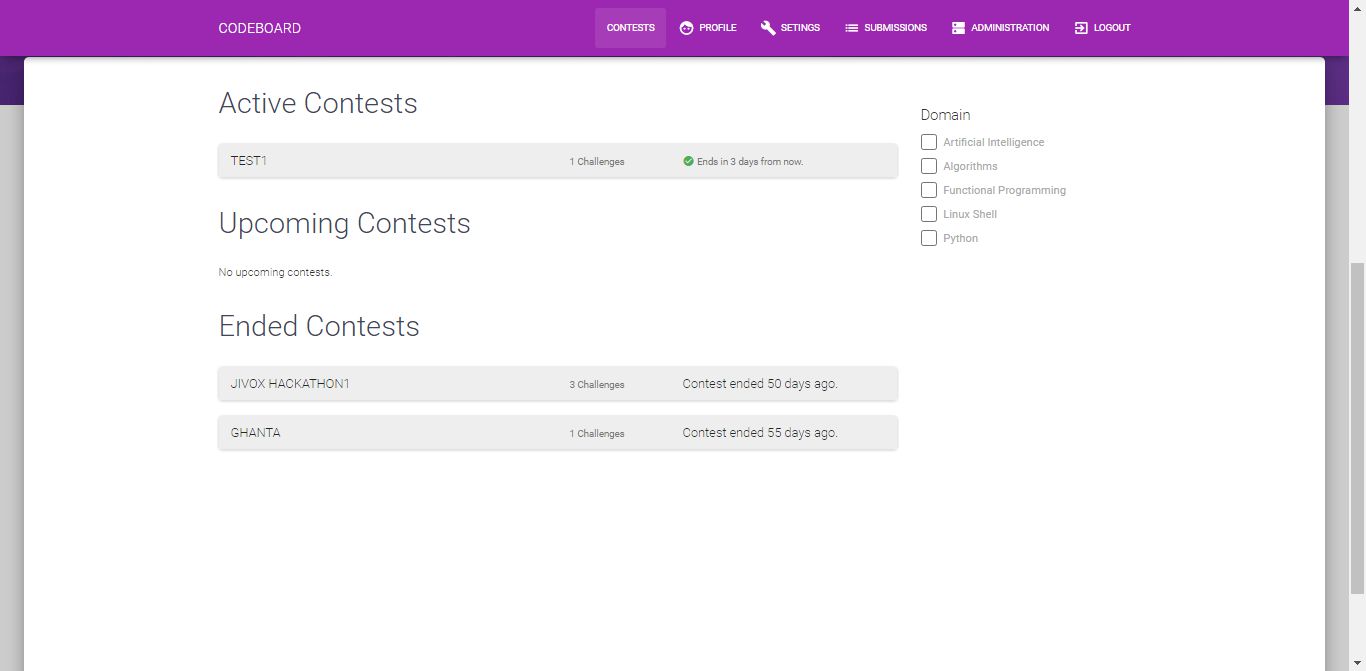 CODEBOARD
CONTESTS PROFILE SETINGS SUBMISSIONS ADMINISTRATION LOGOUT
Active Contests
TEST1 1 Challenges Ends in 3 days from now.
Upcoming Contests
No upcoming contests.
Ended Contests
JIVOX HACKATHON1 3 Challenges Contest ended 50 days ago.
GHANTA 1 Challenges Contest ended 55 days ago.
Domain
Artificial Intelligence
Algorithms
Functional Programming
Linux Shell
Python